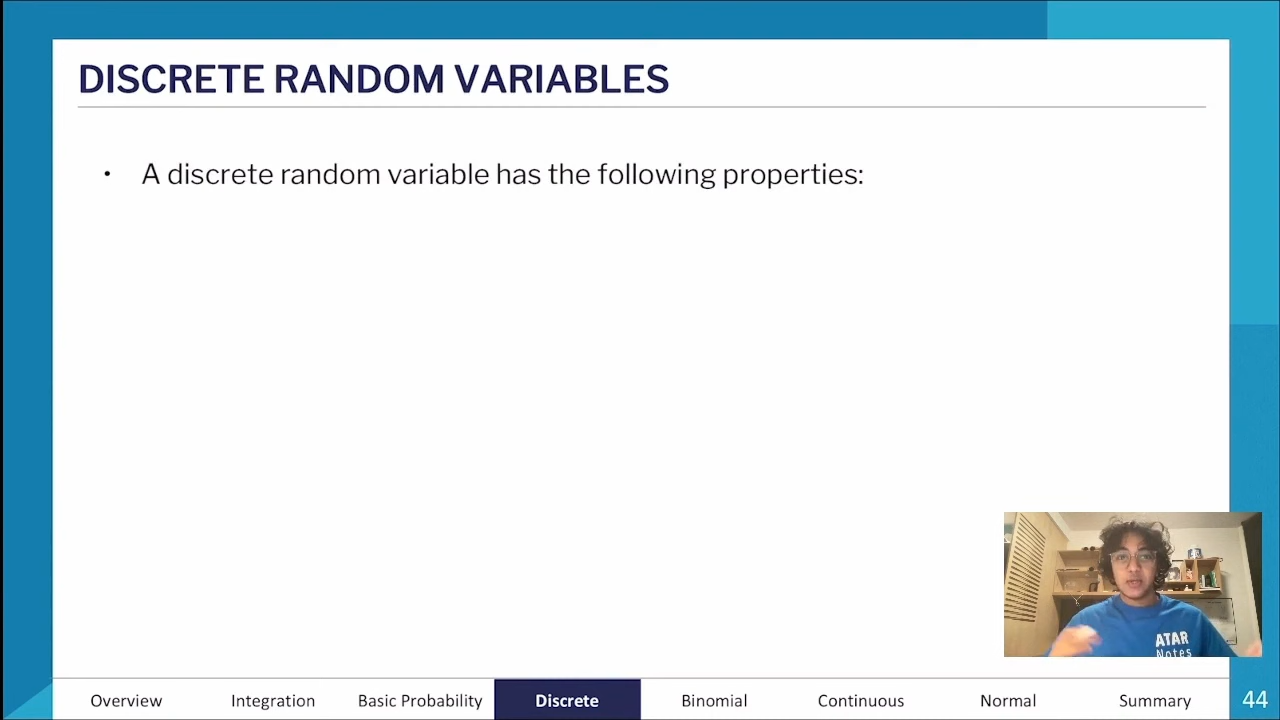 DISCRETE RANDOM VARIABLES
• A discrete random variable has the following properties:
ATAR
Notes
Overview Integration Basic Probability Discrete Binomial Continuous Normal Summary 44